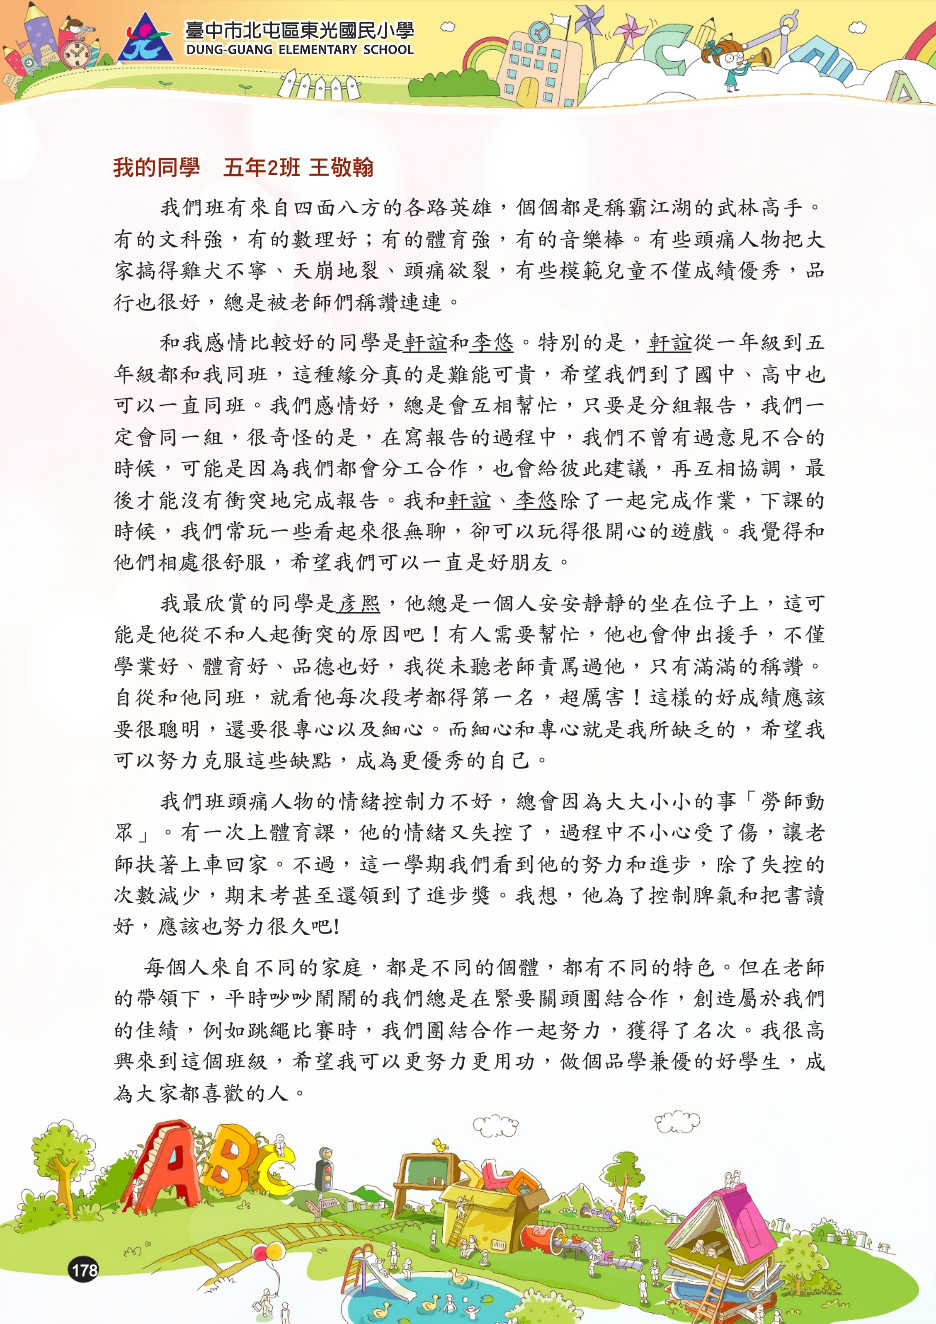 臺中市北屯區東光國民小學
DUNG-GUANG ELEMENTARY SCHOOL
我的同學　五年2班 王敬翰
我們班有來自四面八方的各路英雄，個個都是稱霸江湖的武林高手。
有的文科強，有的數理好；有的體育強，有的音樂棒。有些頭痛人物把大
家搞得雞犬不寧、天崩地裂、頭痛欲裂，有些模範兒童不僅成績優秀，品
行也很好，總是被老師們稱讚連連。
和我感情比較好的同學是軒誼和李悠。特別的是，軒誼從一年級到五
年級都和我同班，這種緣分真的是難能可貴，希望我們到了國中、高中也
可以一直同班。我們感情好，總是會互相幫忙，只要是分組報告，我們一
定會同一組，很奇怪的是，在寫報告的過程中，我們不曾有過意見不合的
時候，可能是因為我們都會分工合作，也會給彼此建議，再互相協調，最
後才能沒有衝突地完成報告。我和軒誼、李悠除了一起完成作業，下課的
時候，我們常玩一些看起來很無聊，卻可以玩得很開心的遊戲。我覺得和
他們相處很舒服，希望我們可以一直是好朋友。
我最欣賞的同學是彥熙，他總是一個人安安靜靜的坐在位子上，這可
能是他從不和人起衝突的原因吧！有人需要幫忙，他也會伸出援手，不僅
學業好、體育好、品德也好，我從未聽老師責罵過他，只有滿滿的稱讚。
自從和他同班，就看他每次段考都得第一名，超厲害！這樣的好成績應該
要很聰明，還要很專心以及細心。而細心和專心就是我所缺乏的，希望我
可以努力克服這些缺點，成為更優秀的自己。
我們班頭痛人物的情緒控制力不好，總會因為大大小小的事「勞師動
眾」。有一次上體育課，他的情緒又失控了，過程中不小心受了傷，讓老
師扶著上車回家。不過，這一學期我們看到他的努力和進步，除了失控的
次數減少，期末考甚至還領到了進步獎。我想，他為了控制脾氣和把書讀
好，應該也努力很久吧!
每個人來自不同的家庭，都是不同的個體，都有不同的特色。但在老師
的帶領下，平時吵吵鬧鬧的我們總是在緊要關頭團結合作，創造屬於我們
的佳績，例如跳繩比賽時，我們團結合作一起努力，獲得了名次。我很高
興來到這個班級，希望我可以更努力更用功，做個品學兼優的好學生，成
為大家都喜歡的人。
ABC
178